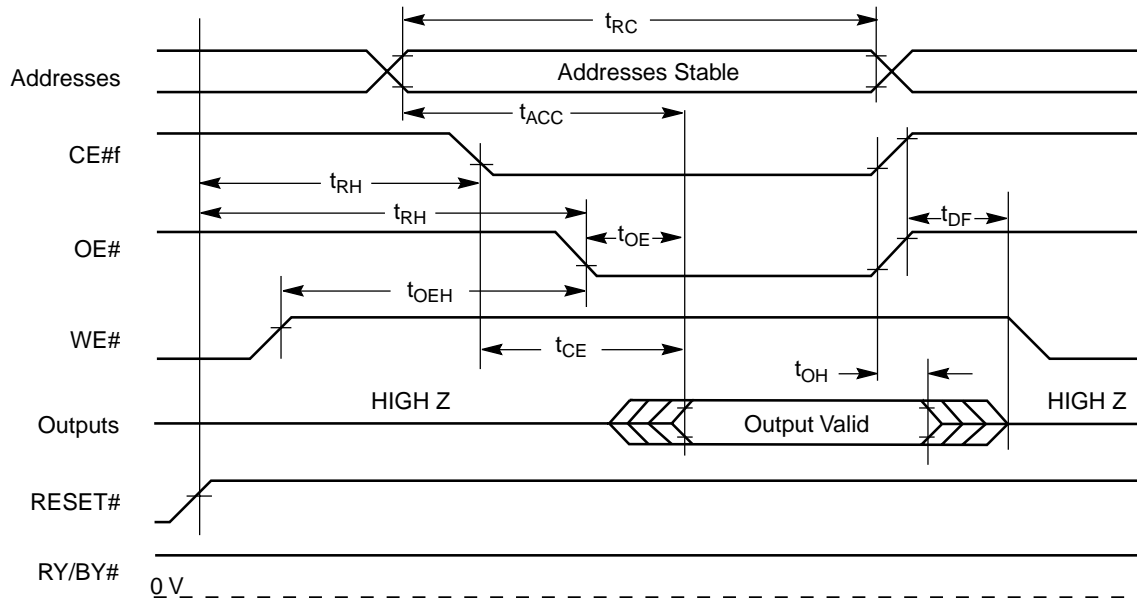 tRC
Addresses
Addresses Stable
tACC
CE#f
tRH
tRH
tDF
OE#
tOE
tOEH
WE#
tCE
tOH
HIGH Z
HIGH Z
Outputs
Output Valid
RESET#
RY/BY#
0 V